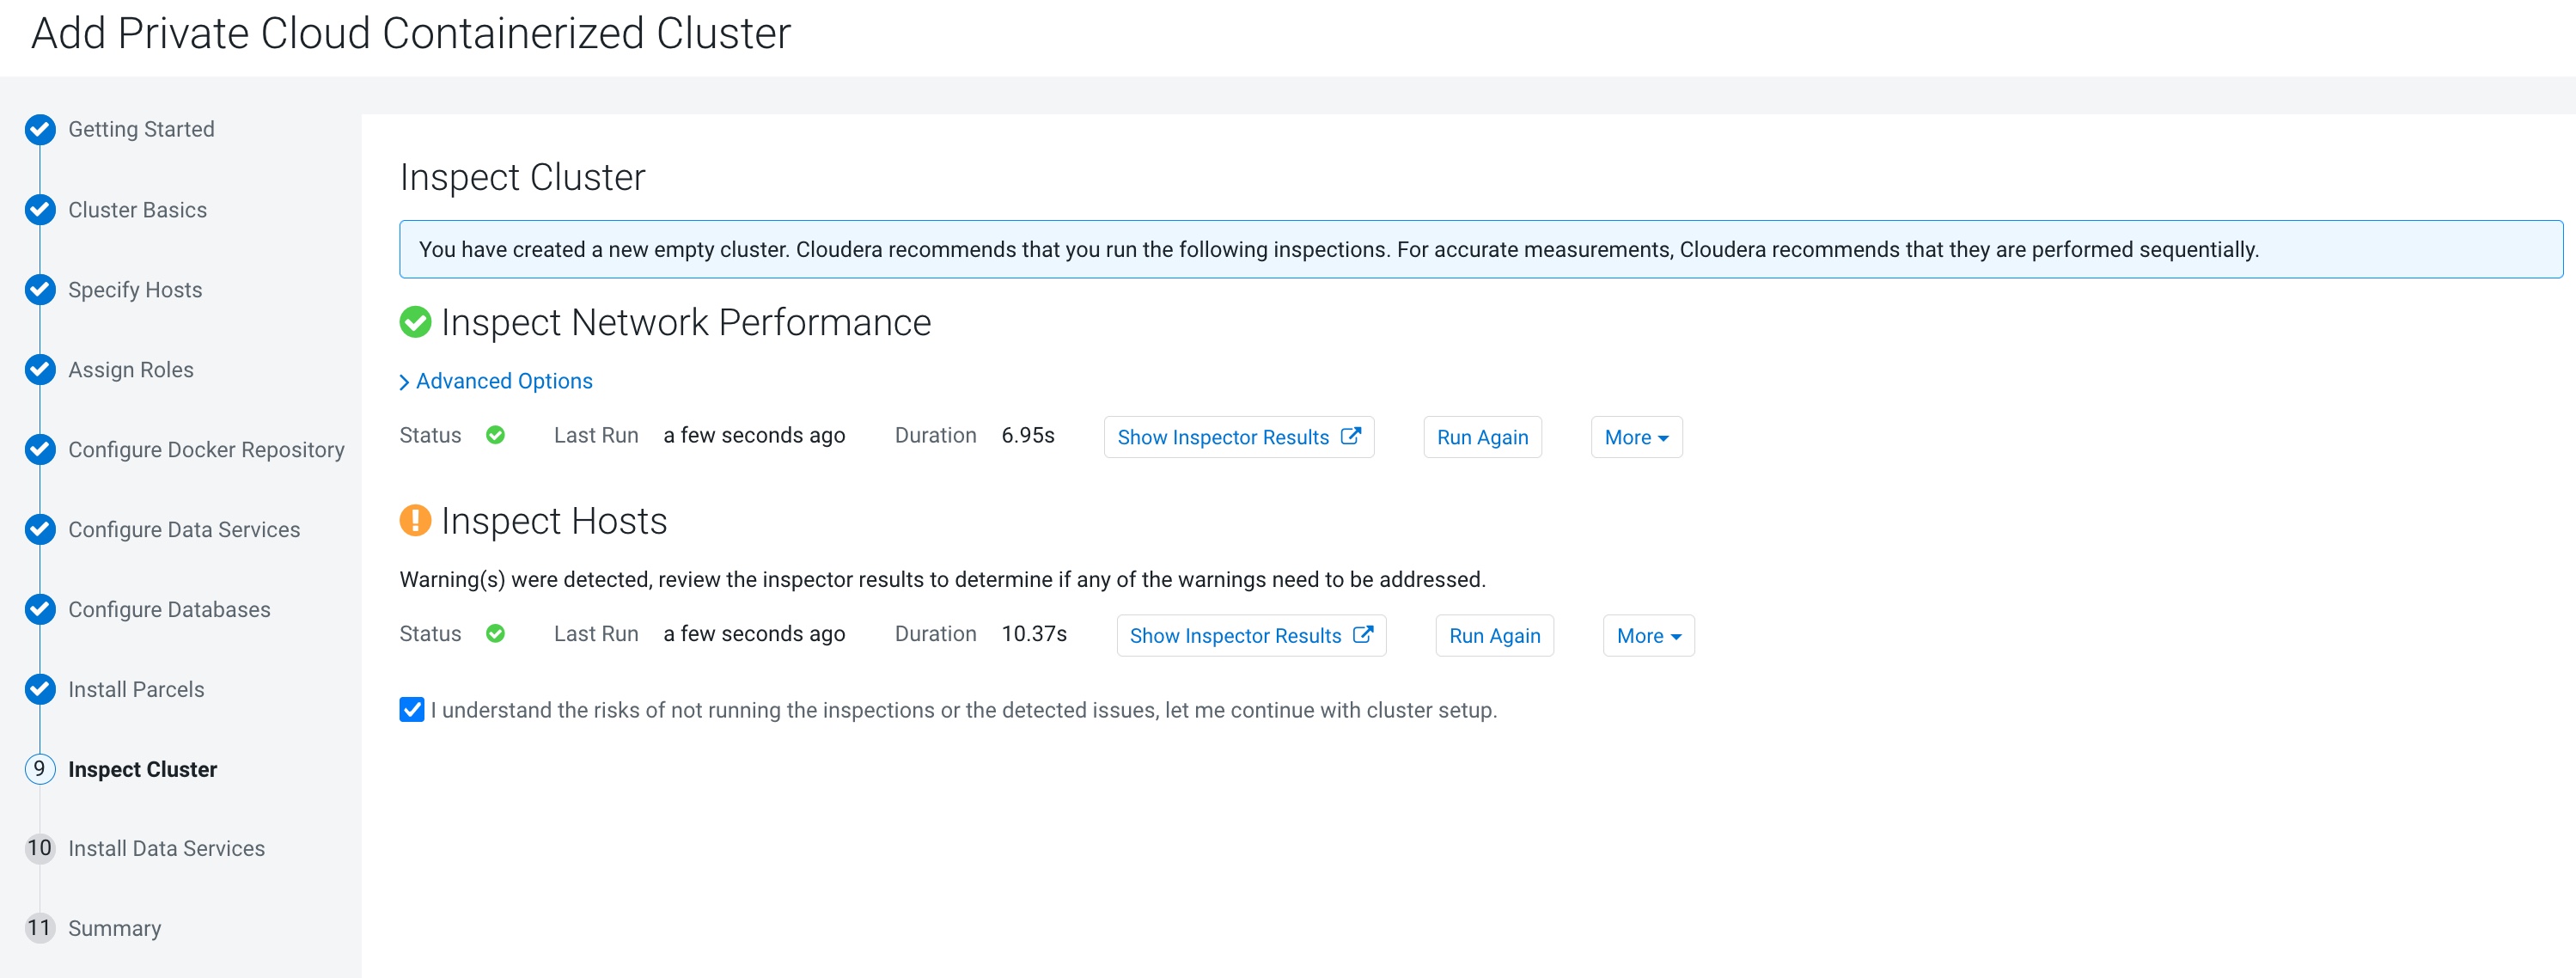 Add Private Cloud Containerized Cluster
Getting Started
Cluster Basics
Specify Hosts
Assign Roles
Configure Docker Repository
Configure Data Services
Configure Databases
Install Parcels
9 Inspect Cluster
10 Install Data Services
11 Summary
Inspect Cluster
You have created a new empty cluster. Cloudera recommends that you run the following inspections. For accurate measurements, Cloudera recommends that they are performed sequentially.
Inspect Network Performance
Advanced Options
Status Last Run a few seconds ago Duration 6.95s Show Inspector Results Run Again More
Inspect Hosts
Warning(s) were detected, review the inspector results to determine if any of the warnings need to be addressed.
Status Last Run a few seconds ago Duration 10.37s Show Inspector Results Run Again More
I understand the risks of not running the inspections or the detected issues, let me continue with cluster setup.